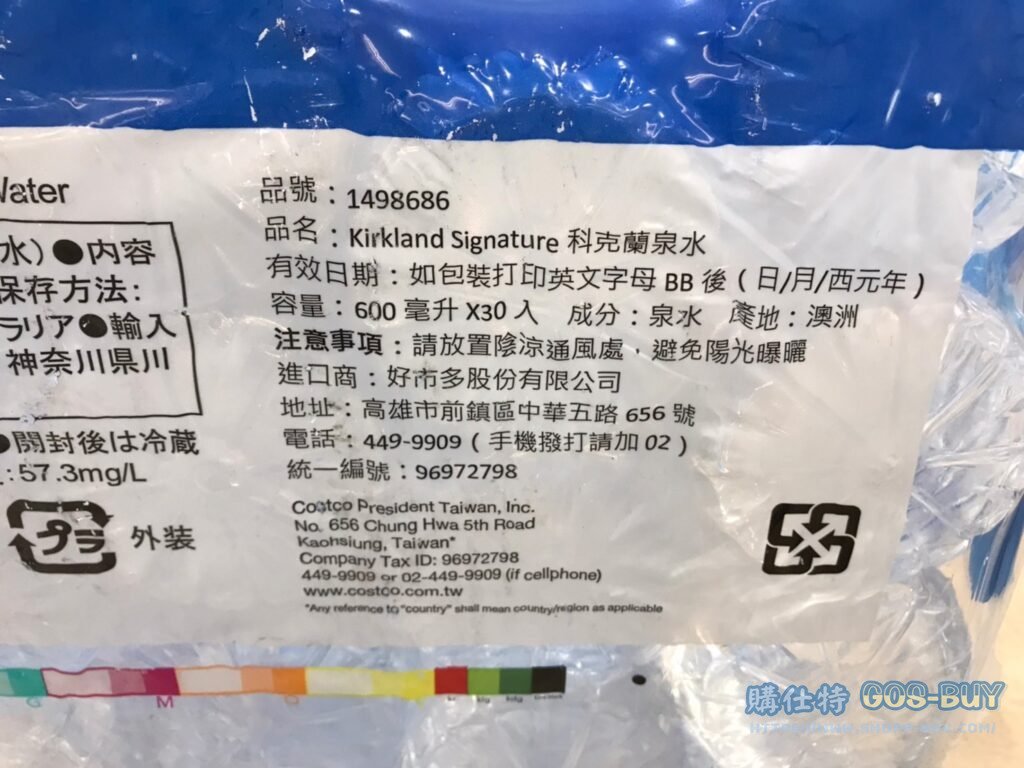 Water
水）●內容
保存方法：
ラリア●輸入
神奈川県川
●開封後は冷蔵
：57.3mg/L
プラ 外装
品號：1498686
品名：Kirkland Signature 科克蘭泉水
有效日期：如包裝打印英文字母 BB 後（日/月/西元年）
容量：600 毫升 X30 入 成分：泉水 產地：澳洲
注意事項：請放置陰涼通風處，避免陽光曝曬
進口商：好市多股份有限公司
地址：高雄市前鎮區中華五路 656 號
電話：449-9909（手機撥打請加 02）
統一編號：96972798
Costco President Taiwan, Inc.
No. 656 Chung Hwa 5th Road
Kaohsiung, Taiwan*
Company Tax ID: 96972798
449-9909 or 02-449-9909 (if cellphone)
www.costco.com.tw
*Any reference to "country" shall mean country/region as applicable
G M O Y
購仕特 GOS-BUY